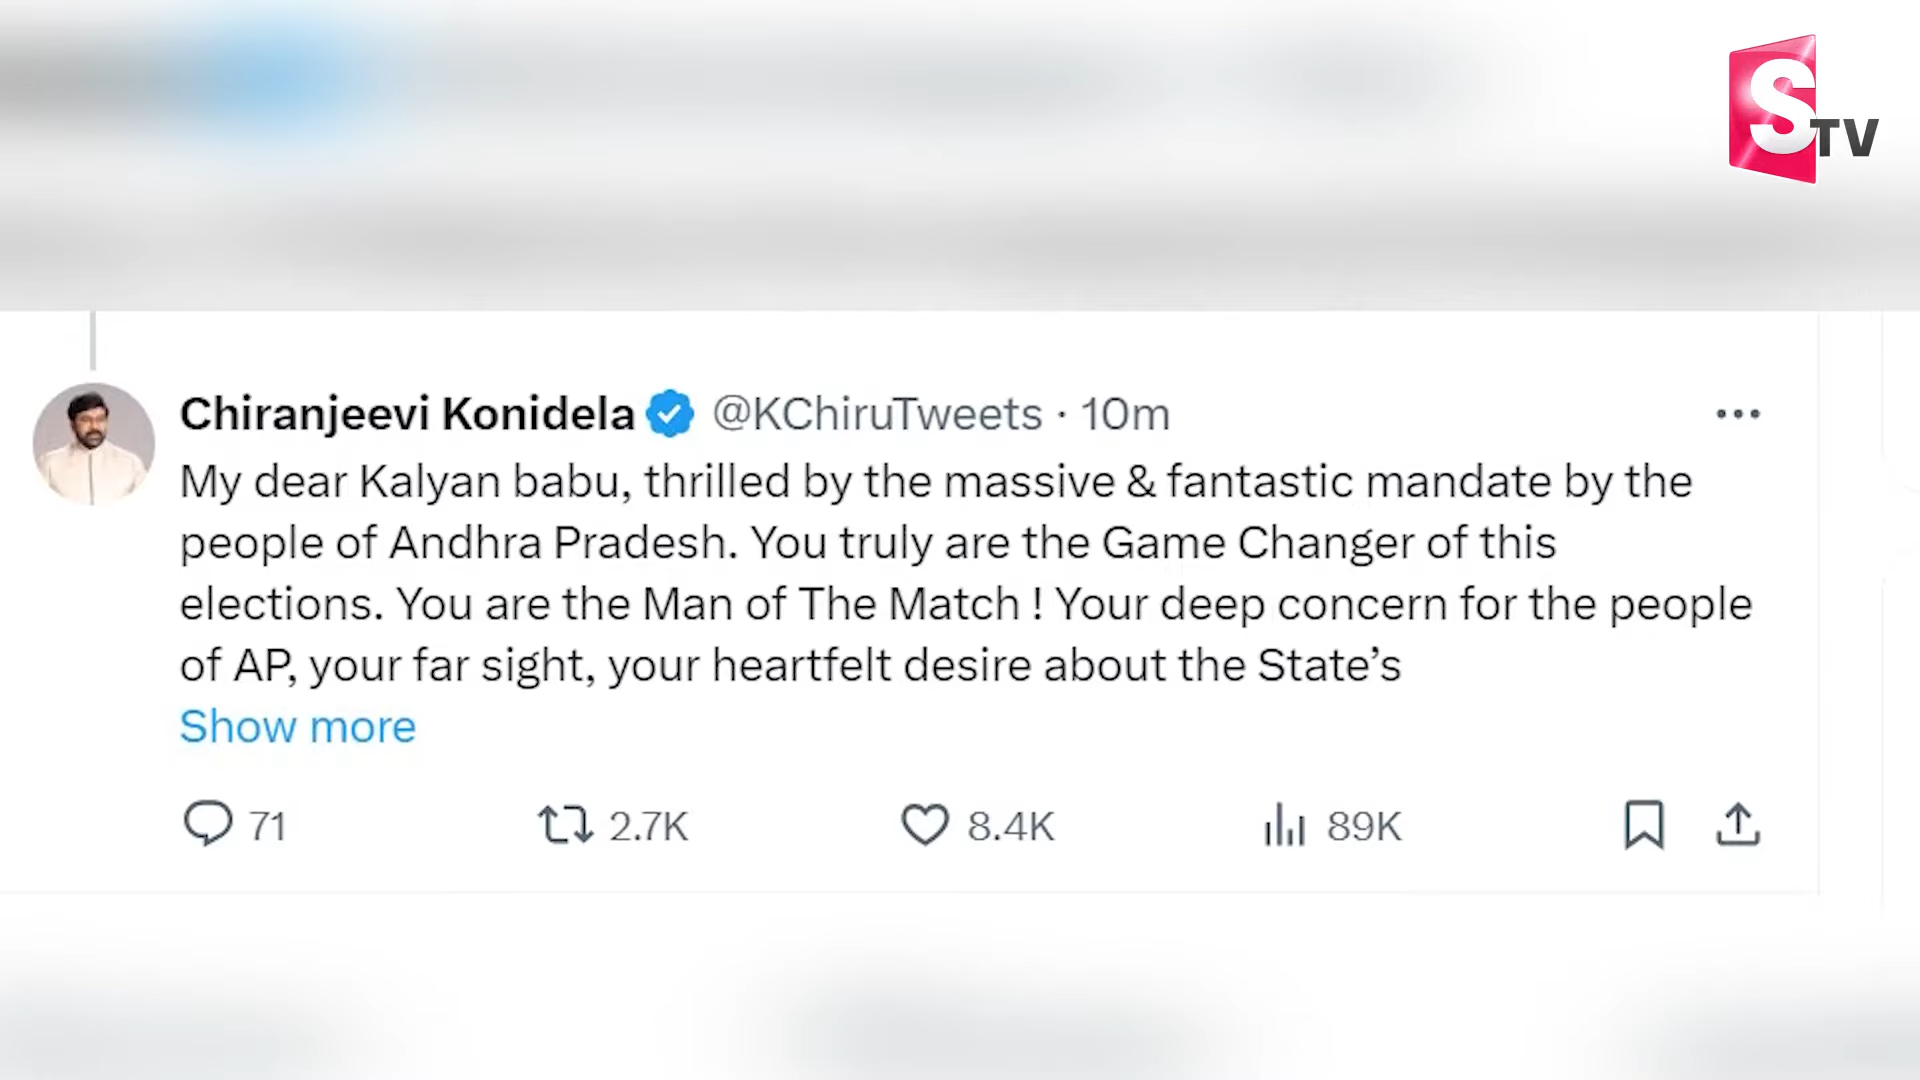 STV
Chiranjeevi Konidela @KChiruTweets · 10m
My dear Kalyan babu, thrilled by the massive & fantastic mandate by the
people of Andhra Pradesh. You truly are the Game Changer of this
elections. You are the Man of The Match ! Your deep concern for the people
of AP, your far sight, your heartfelt desire about the State’s
Show more
71 2.7K 8.4K 89K